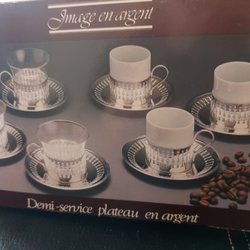 Image en argent
Demi-service plateau en argent